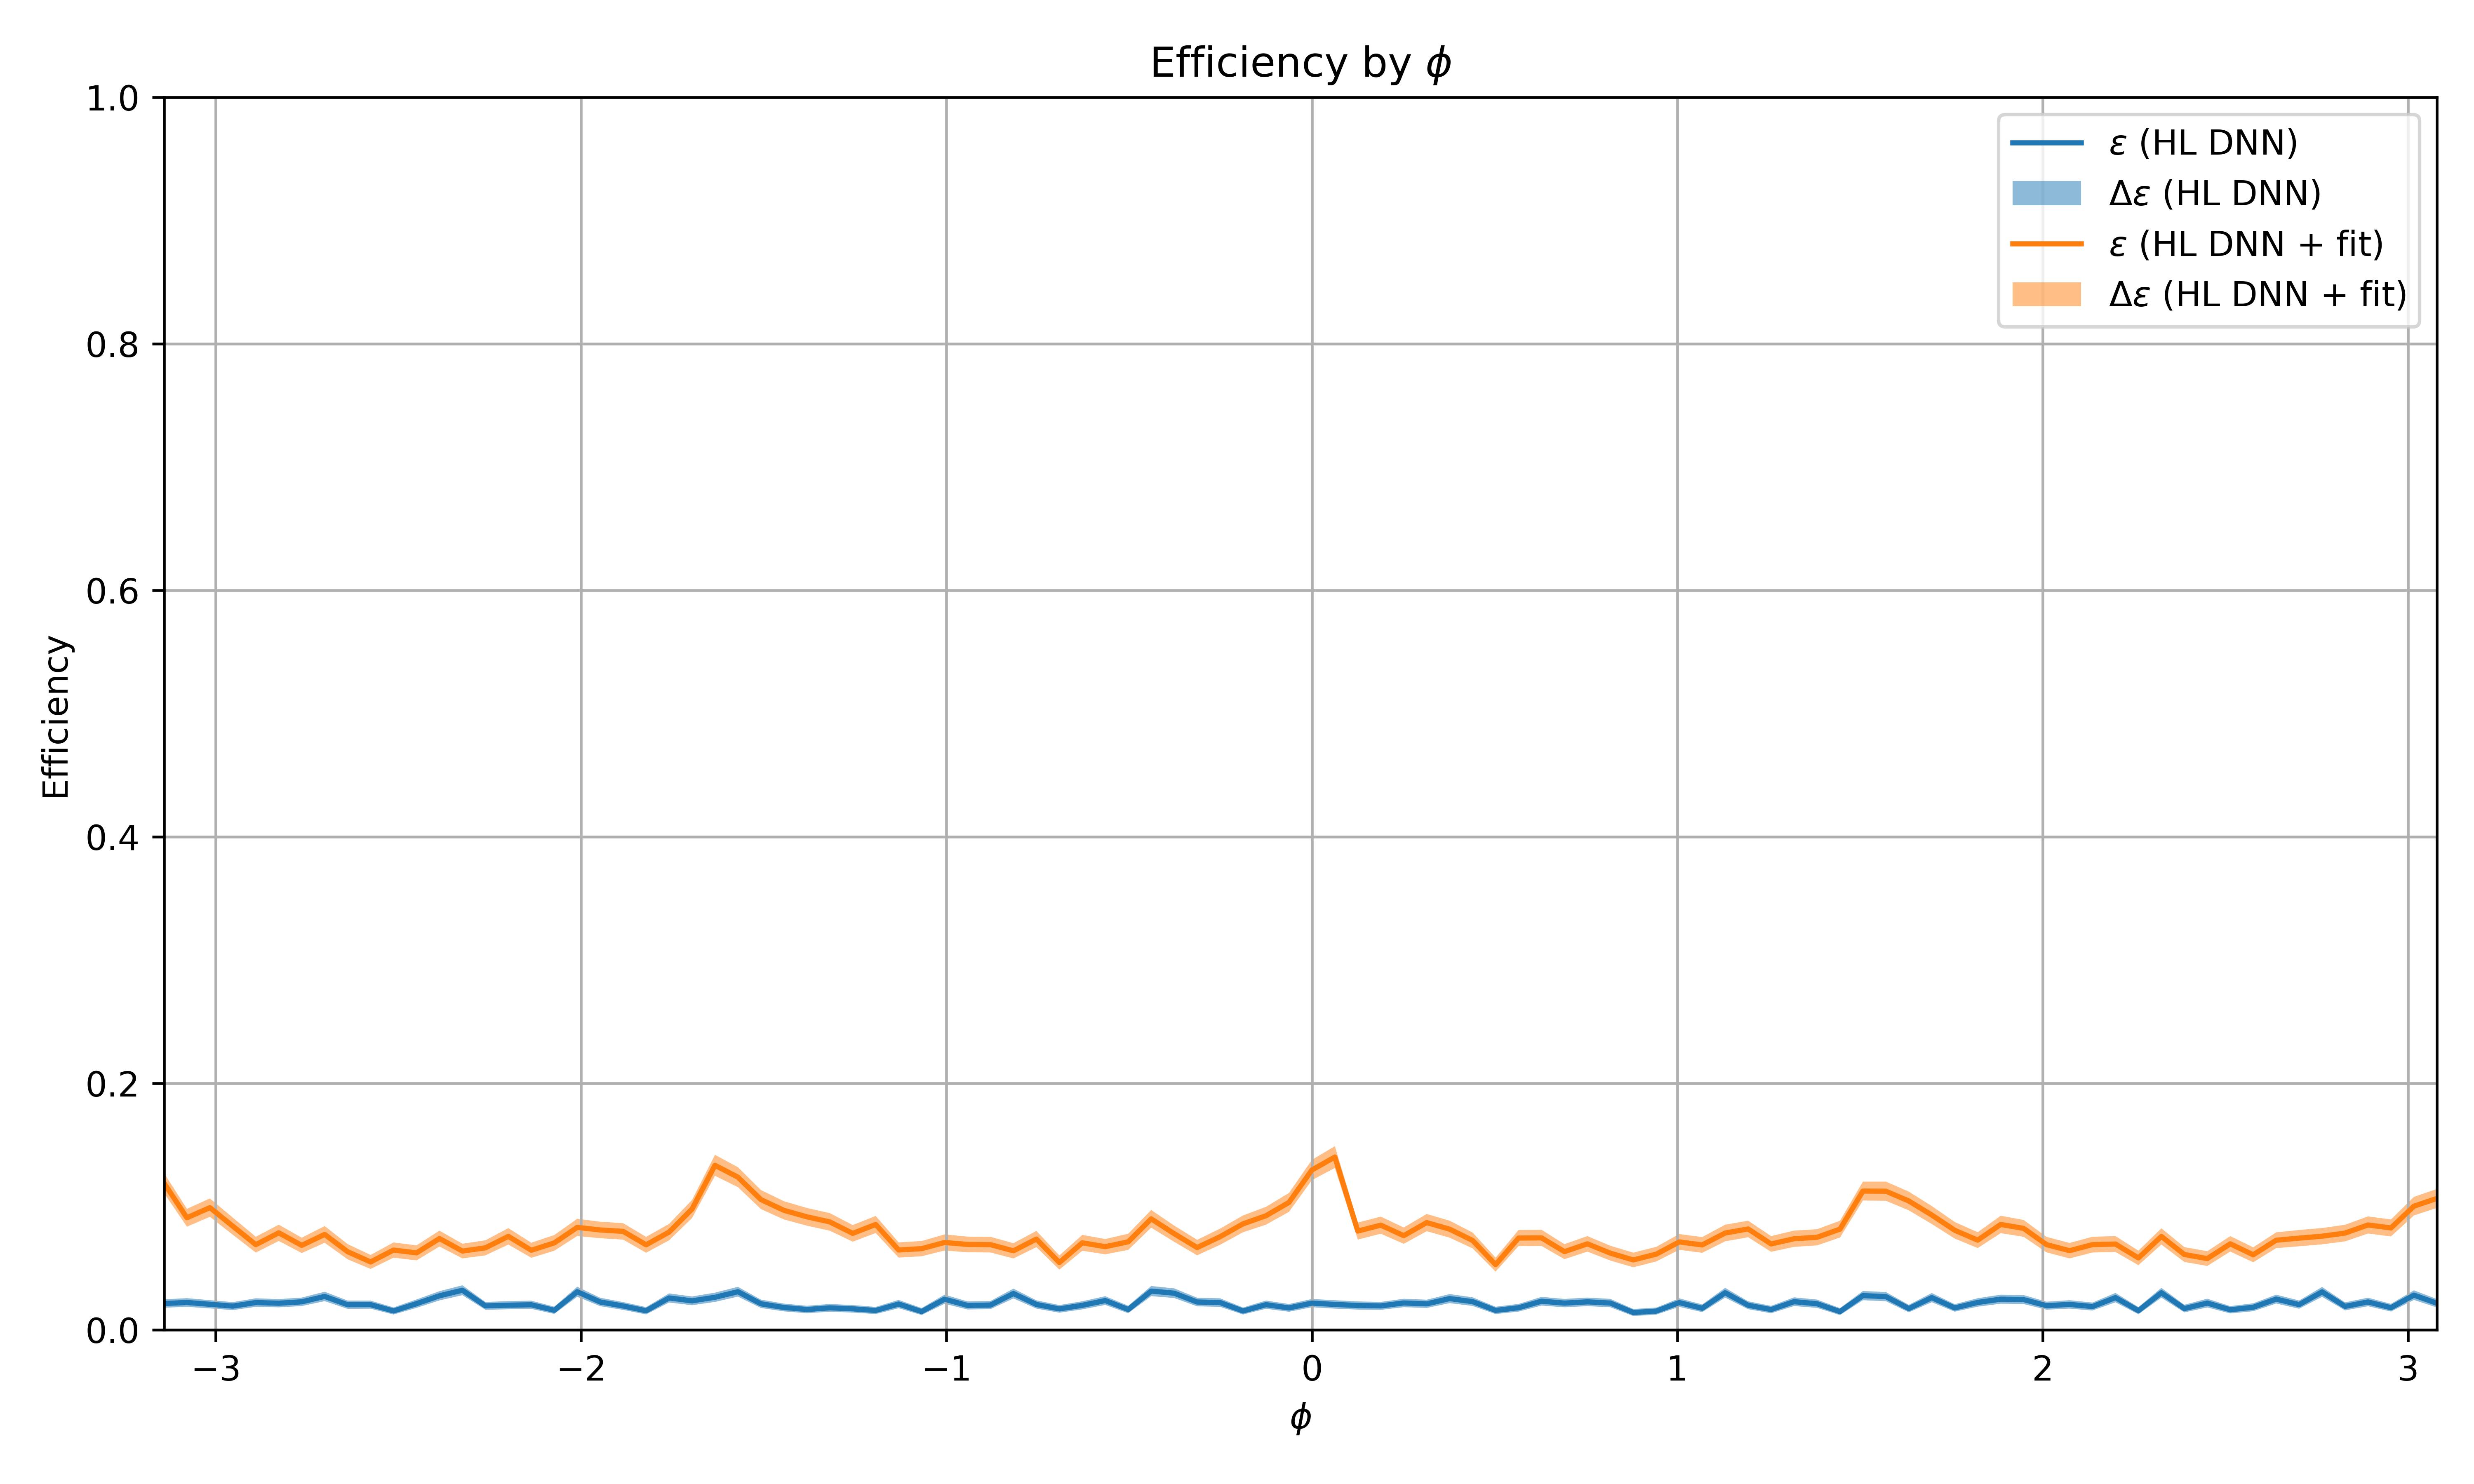 Efficiency by ϕ
1.0
0.8
0.6
0.4
0.2
0.0
Efficiency
ε (HL DNN)
Δε (HL DNN)
ε (HL DNN + fit)
Δε (HL DNN + fit)
−3 −2 −1 0 1 2 3
ϕ